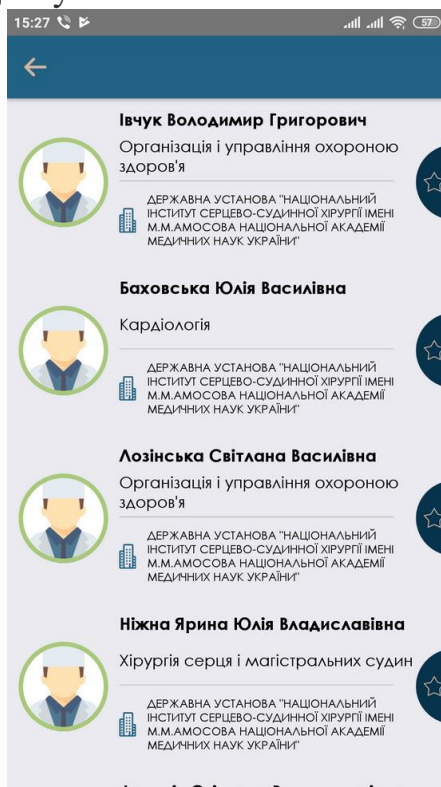 15:27
57
Івчук Володимир Григорович
Організація і управління охороною
здоров'я
ДЕРЖАВНА УСТАНОВА "НАЦІОНАЛЬНИЙ
ІНСТИТУТ СЕРЦЕВО-СУДИННОЇ ХІРУРГІЇ ІМЕНІ
М.М.АМОСОВА НАЦІОНАЛЬНОЇ АКАДЕМІЇ
МЕДИЧНИХ НАУК УКРАЇНИ"
Баховська Юлія Василівна
Кардіологія
ДЕРЖАВНА УСТАНОВА "НАЦІОНАЛЬНИЙ
ІНСТИТУТ СЕРЦЕВО-СУДИННОЇ ХІРУРГІЇ ІМЕНІ
М.М.АМОСОВА НАЦІОНАЛЬНОЇ АКАДЕМІЇ
МЕДИЧНИХ НАУК УКРАЇНИ"
Лозінська Світлана Василівна
Організація і управління охороною
здоров'я
ДЕРЖАВНА УСТАНОВА "НАЦІОНАЛЬНИЙ
ІНСТИТУТ СЕРЦЕВО-СУДИННОЇ ХІРУРГІЇ ІМЕНІ
М.М.АМОСОВА НАЦІОНАЛЬНОЇ АКАДЕМІЇ
МЕДИЧНИХ НАУК УКРАЇНИ"
Ніжна Ярина Юлія Владиславівна
Хірургія серця і магістральних судин
ДЕРЖАВНА УСТАНОВА "НАЦІОНАЛЬНИЙ
ІНСТИТУТ СЕРЦЕВО-СУДИННОЇ ХІРУРГІЇ ІМЕНІ
М.М.АМОСОВА НАЦІОНАЛЬНОЇ АКАДЕМІЇ
МЕДИЧНИХ НАУК УКРАЇНИ"